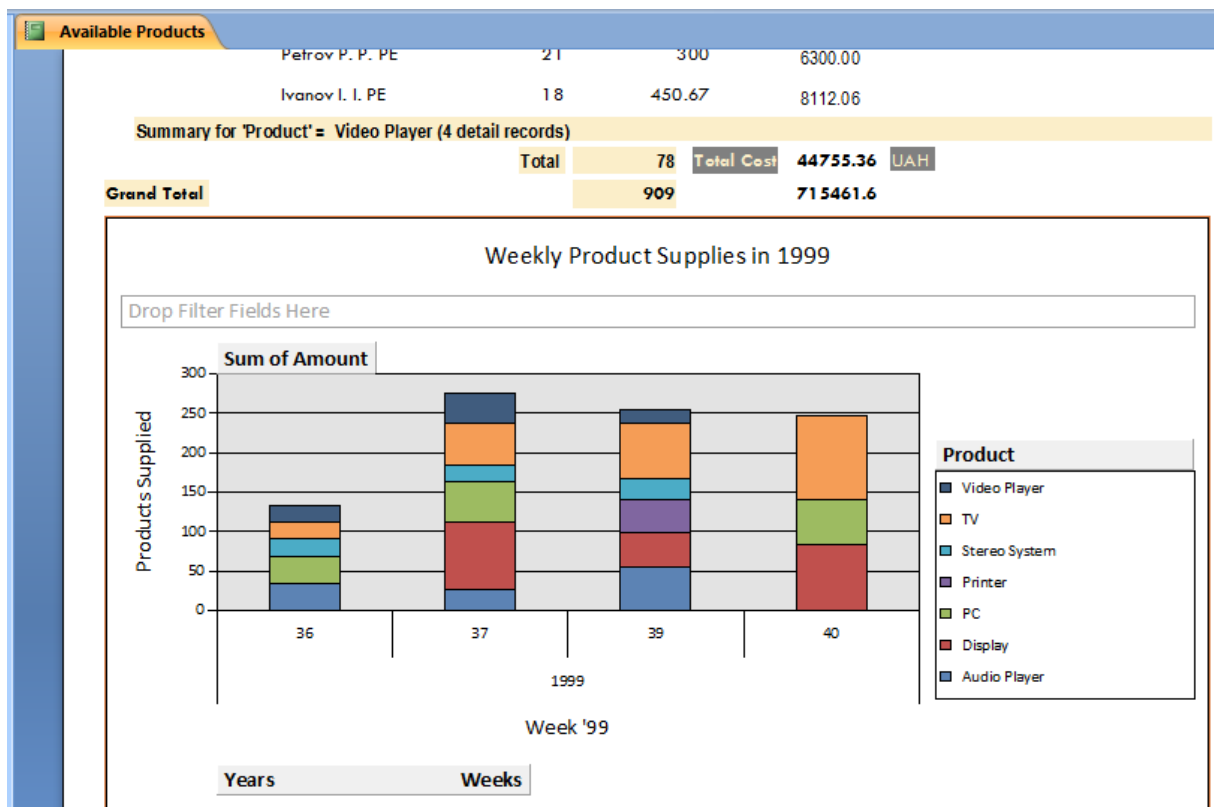 Available Products
Petrov P. P. PE 21 300 6300.00
Ivanov I. I. PE 18 450.67 8112.06
Summary for 'Product' = Video Player (4 detail records)
Total 78 Total Cost 44755.36 UAH
Grand Total 909 715461.6
Weekly Product Supplies in 1999
Drop Filter Fields Here
Sum of Amount
300
250
200
150
100
50
0
Products Supplied
36 37 39 40
1999
Week '99
Years Weeks
Product
Video Player
TV
Stereo System
Printer
PC
Display
Audio Player